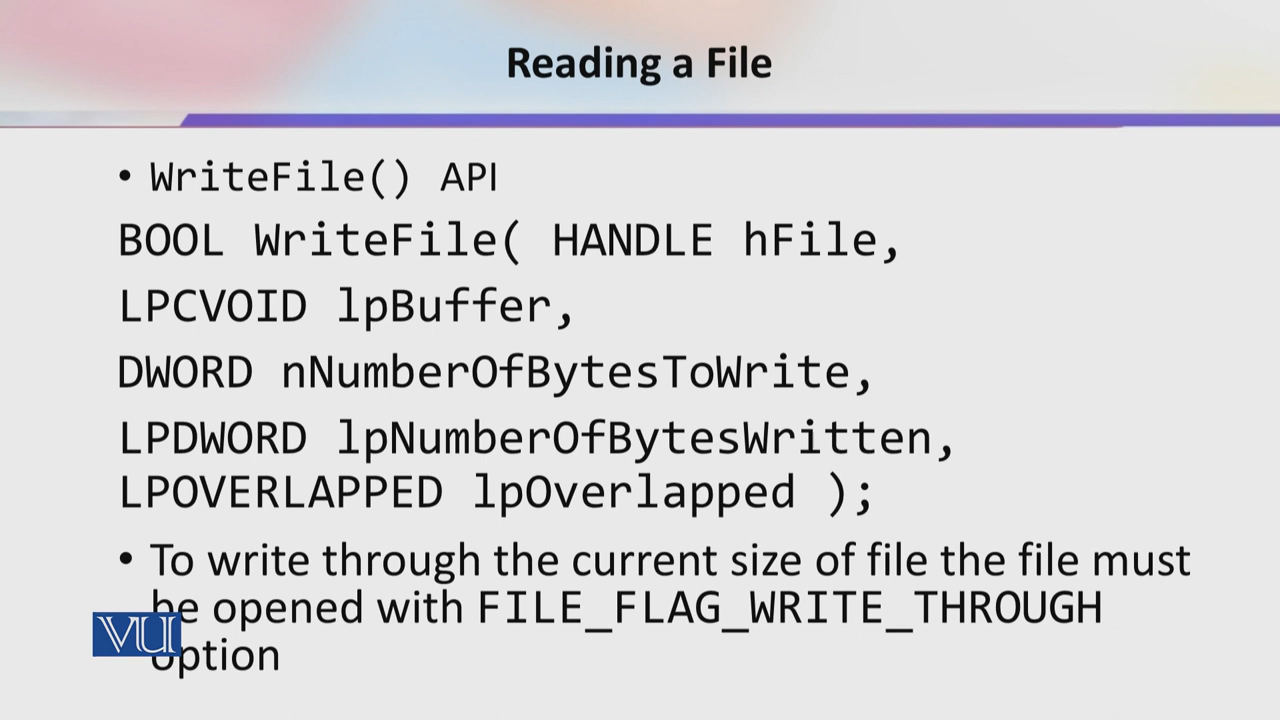 Reading a File
• WriteFile() API
BOOL WriteFile( HANDLE hFile,
LPCVOID lpBuffer,
DWORD nNumberOfBytesToWrite,
LPDWORD lpNumberOfBytesWritten,
LPOVERLAPPED lpOverlapped );
• To write through the current size of file the file must
be opened with FILE_FLAG_WRITE_THROUGH
option
VU